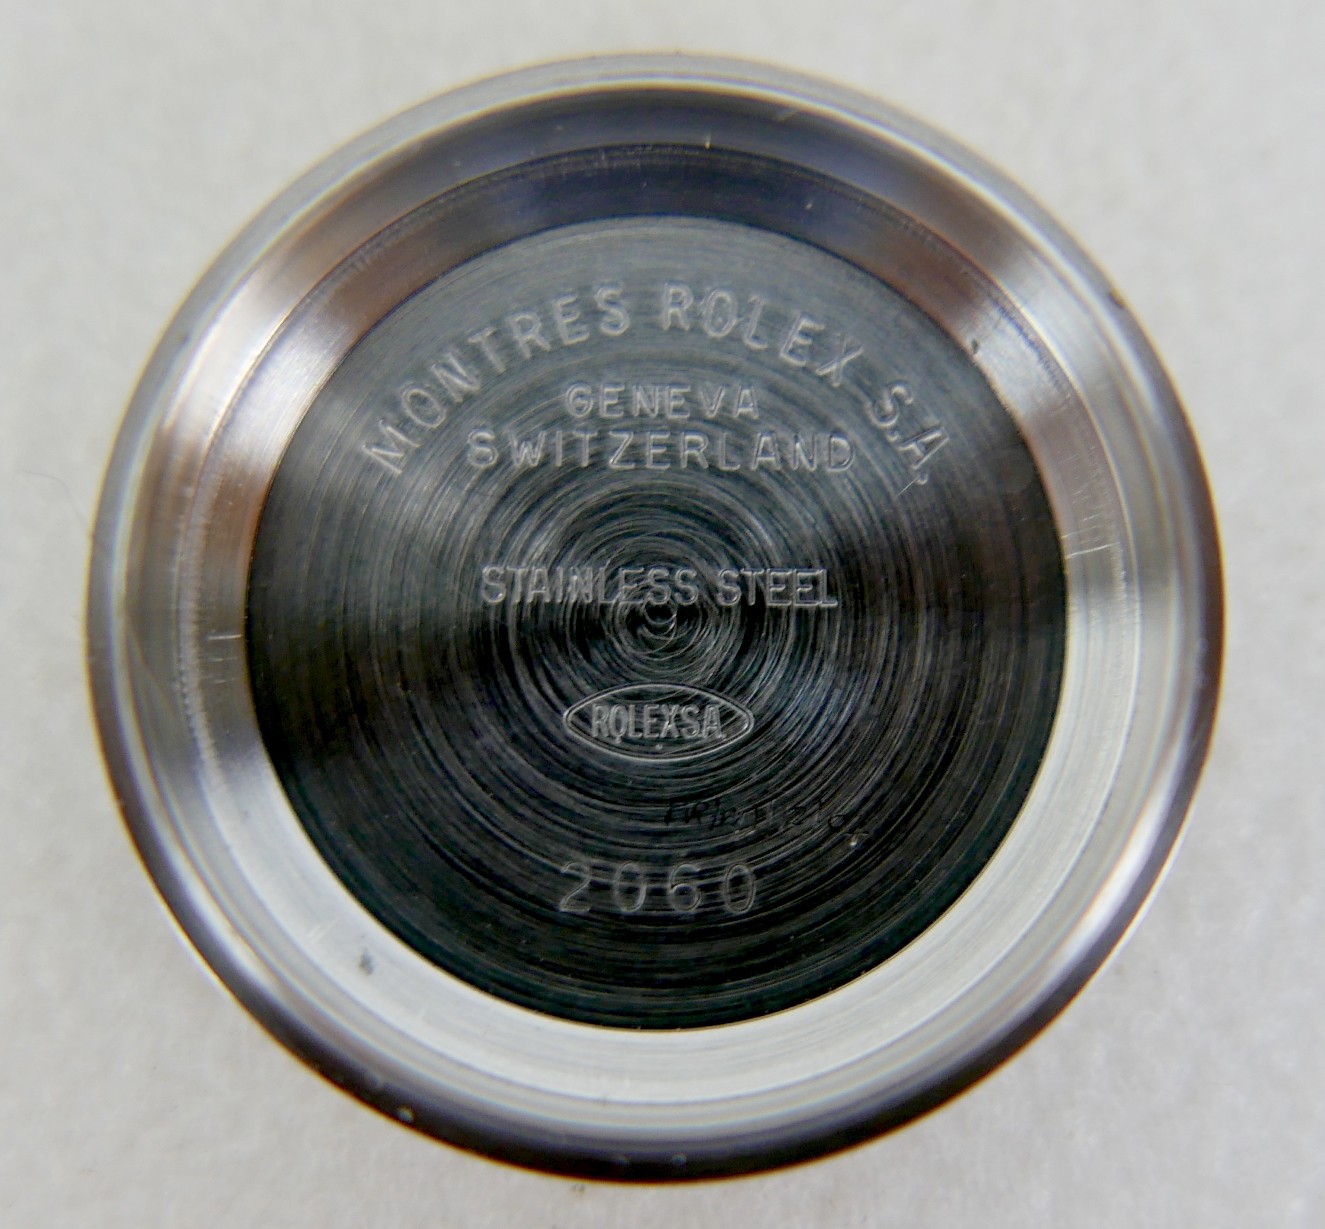 MONTRES ROLEX S.A.
GENEVA
SWITZERLAND
STAINLESS STEEL
ROLEXSA
2060